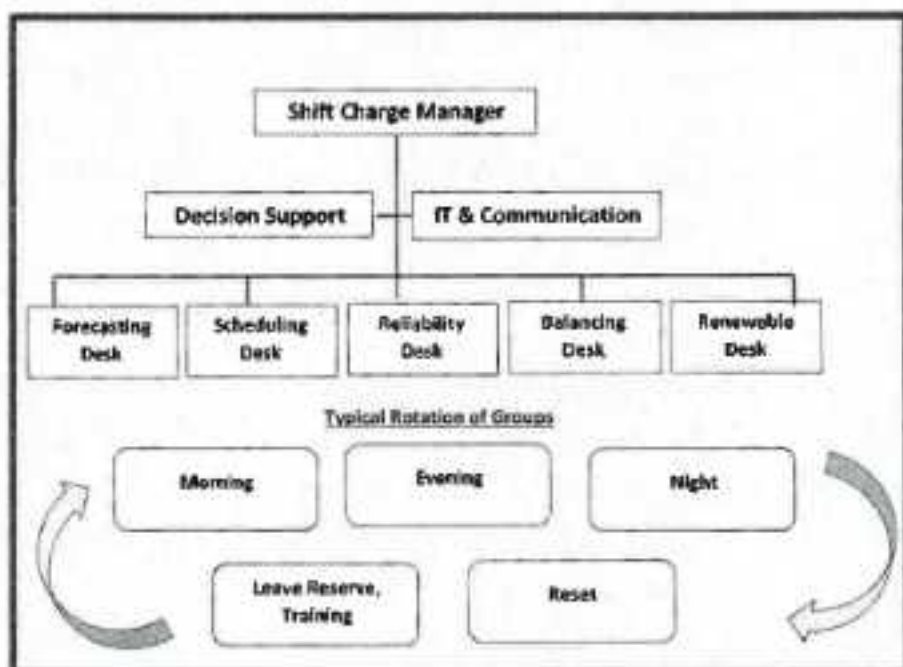 Shift Charge Manager
Decision Support
IT & Communication
Forecasting
Desk
Scheduling
Desk
Reliability
Desk
Balancing
Desk
Renewable
Desk
Typical Rotation of Groups
Morning
Evening
Night
Leave Reserve,
Training
Reset